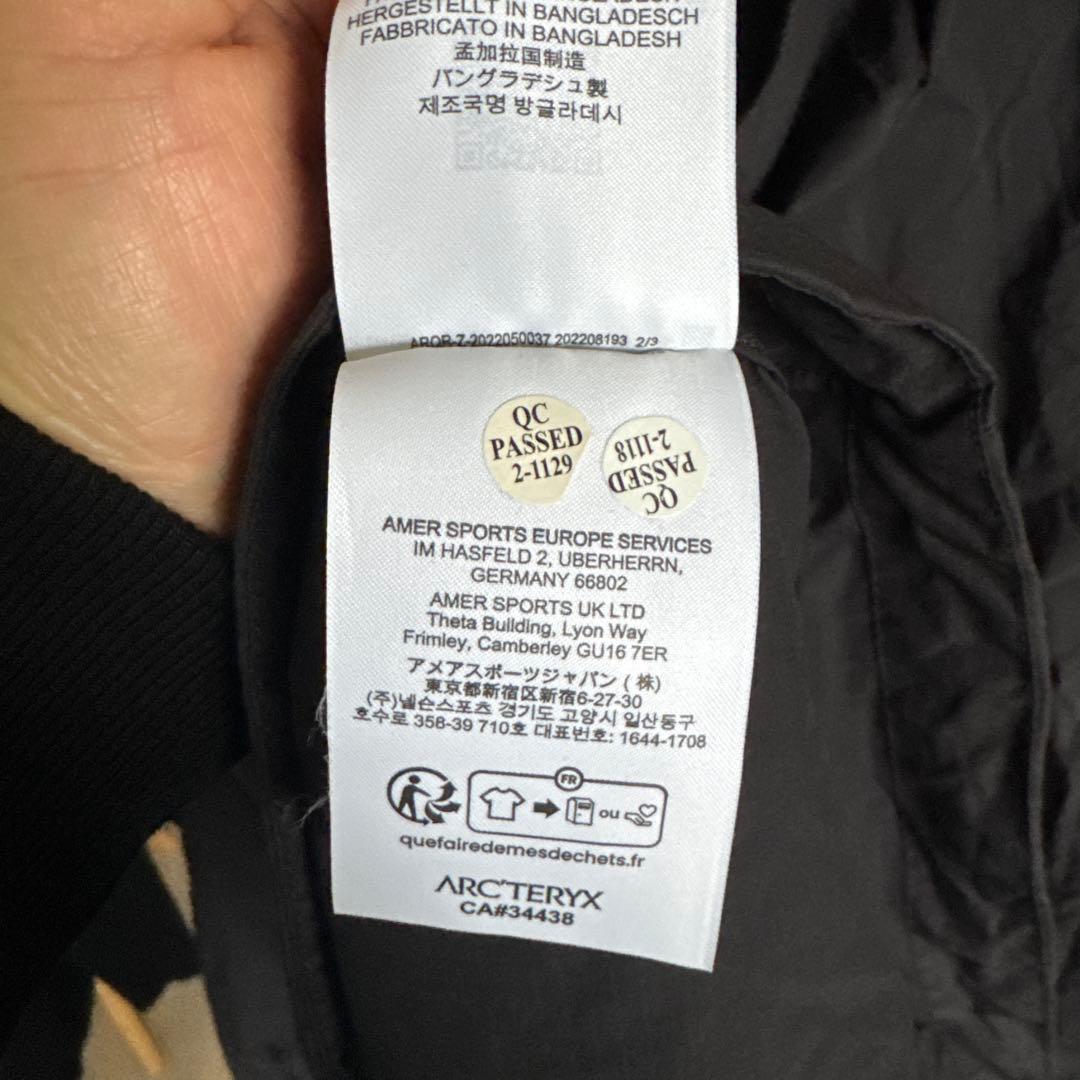 HERGESTELLT IN BANGLADESCH
FABBRICATO IN BANGLADESH
孟加拉国制造
バングラデシュ製
제조국명 방글라데시
2022050037 202208193 2/3
QC
PASSED
2-1129
QC
PASSED
2-1118
AMER SPORTS EUROPE SERVICES
IM HASFELD 2, UBERHERRN,
GERMANY 66802
AMER SPORTS UK LTD
Theta Building, Lyon Way
Frimley, Camberley GU16 7ER
アメアスポーツジャパン (株)
東京都新宿区新宿6-27-30
(주)넬슨스포츠 경기도 고양시 일산동구
호수로 358-39 710호 대표번호: 1644-1708
FR
ou
quefairedemesdechets.fr
ARC'TERYX
CA#34438